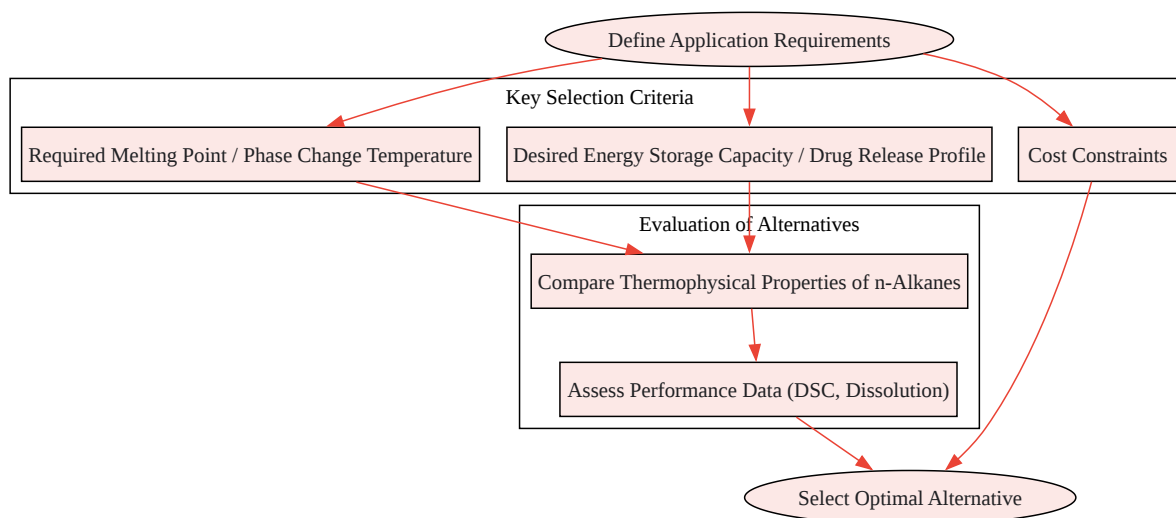 Define Application Requirements
Key Selection Criteria
Required Melting Point / Phase Change Temperature
Desired Energy Storage Capacity / Drug Release Profile
Cost Constraints
Evaluation of Alternatives
Compare Thermophysical Properties of n-Alkanes
Assess Performance Data (DSC, Dissolution)
Select Optimal Alternative